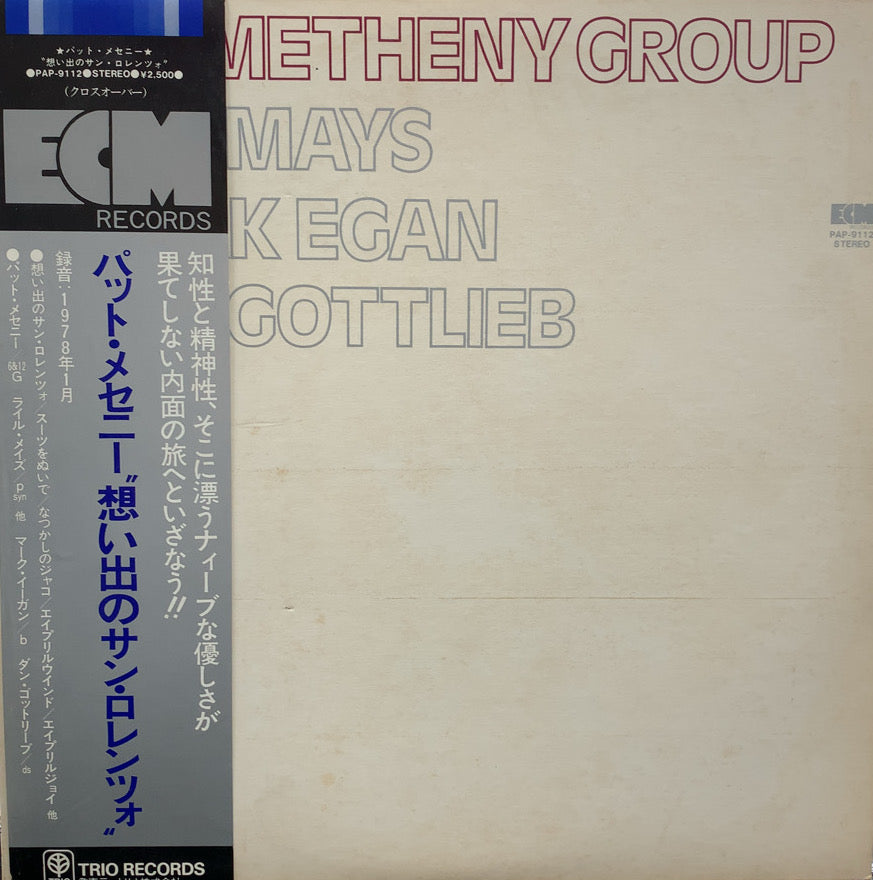 ★パット・メセニー★
"想い出のサン・ロレンツォ"
●PAP-9112●STEREO●¥2,500●
(クロスオーバー)
ECM
RECORDS
知性と精神性、そこに漂うナイーブな優しさが
果てしない内面の旅へといざなう!!
パット・メセニー"想い出のサン・ロレンツォ"
録音:1978年1月
●想い出のサン・ロレンツォ/スーツをぬいで/なつかしのジャコ/エイプリルウインド/エイプリルジョイ 他
●パット・メセニー/6&12G ライル・メイズ/p syn 他 マーク・イーガン/b ダン・ゴットリーブ/ds
TRIO
TRIO RECORDS
METHENY GROUP
MAYS
K EGAN
GOTTLIEB
ECM
PAP-9112
STEREO